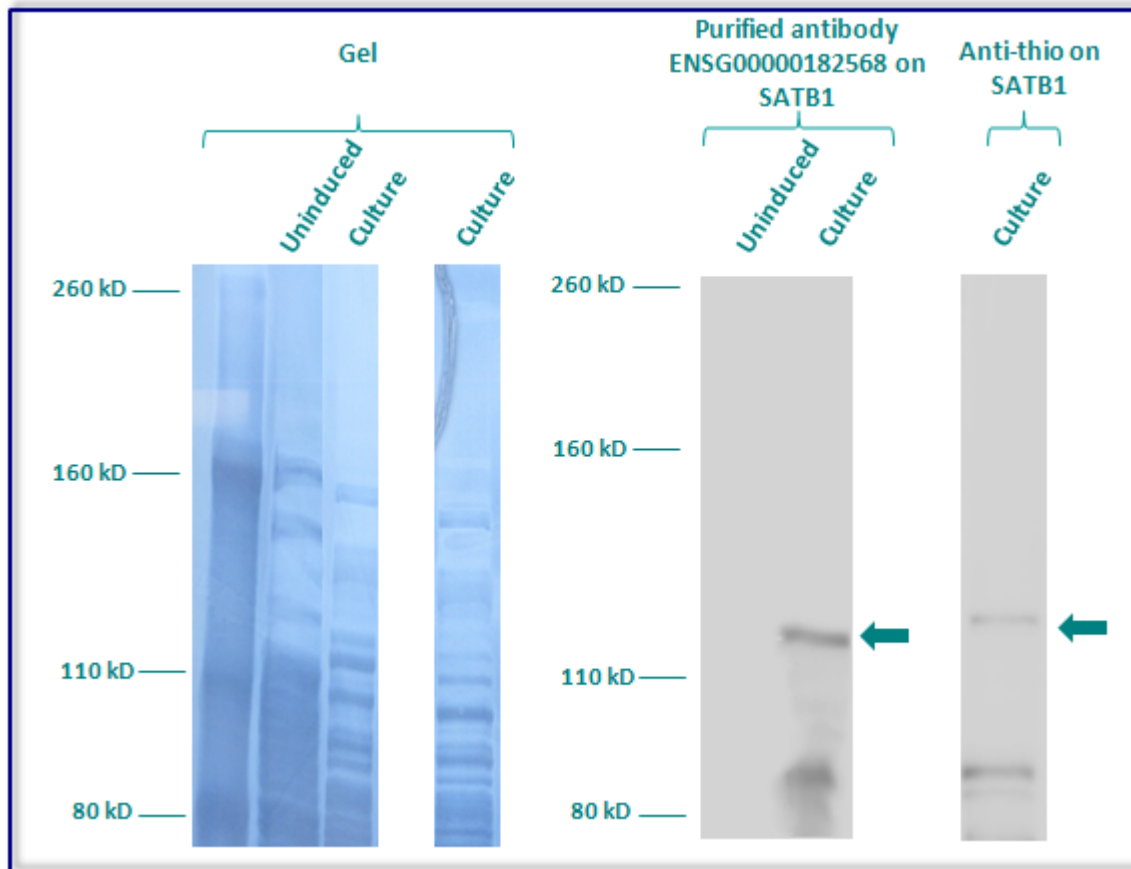 Gel
Uninduced
Culture
Culture
260 kD
160 kD
110 kD
80 kD
Purified antibody
ENSG00000182568 on
SATB1
Uninduced
Culture
260 kD
160 kD
110 kD
80 kD
Anti-thio on
SATB1
Culture